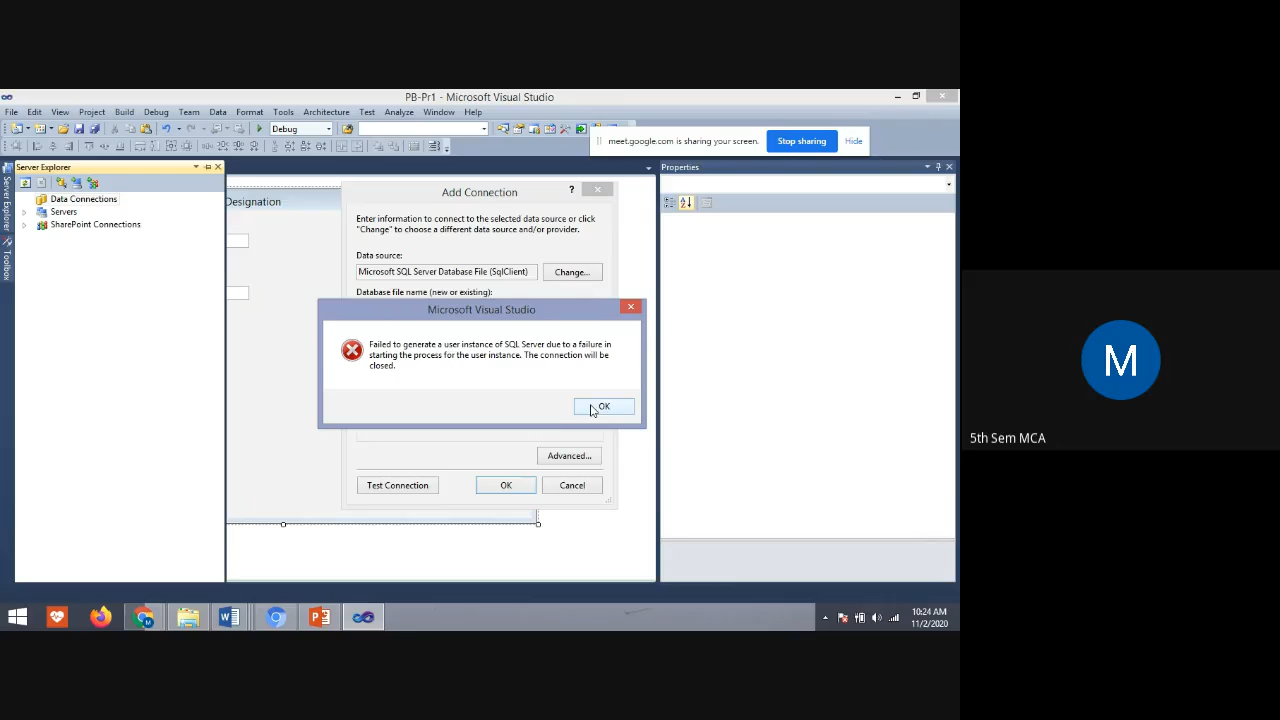 PB-Pr1 - Microsoft Visual Studio
File Edit View Project Build Debug Team Data Format Tools Architecture Test Analyze Window Help
Debug
meet.google.com is sharing your screen. Stop sharing Hide
Server Explorer
Data Connections
Servers
SharePoint Connections
Server Explorer
Toolbox
Designation
Add Connection
?
Enter information to connect to the selected data source or click
"Change" to choose a different data source and/or provider.
Data source:
Microsoft SQL Server Database File (SqlClient) Change...
Database file name (new or existing):
Microsoft Visual Studio
Failed to generate a user instance of SQL Server due to a failure in
starting the process for the user instance. The connection will be
closed.
OK
Advanced...
Test Connection OK Cancel
Properties
M
5th Sem MCA
10:24 AM
11/2/2020